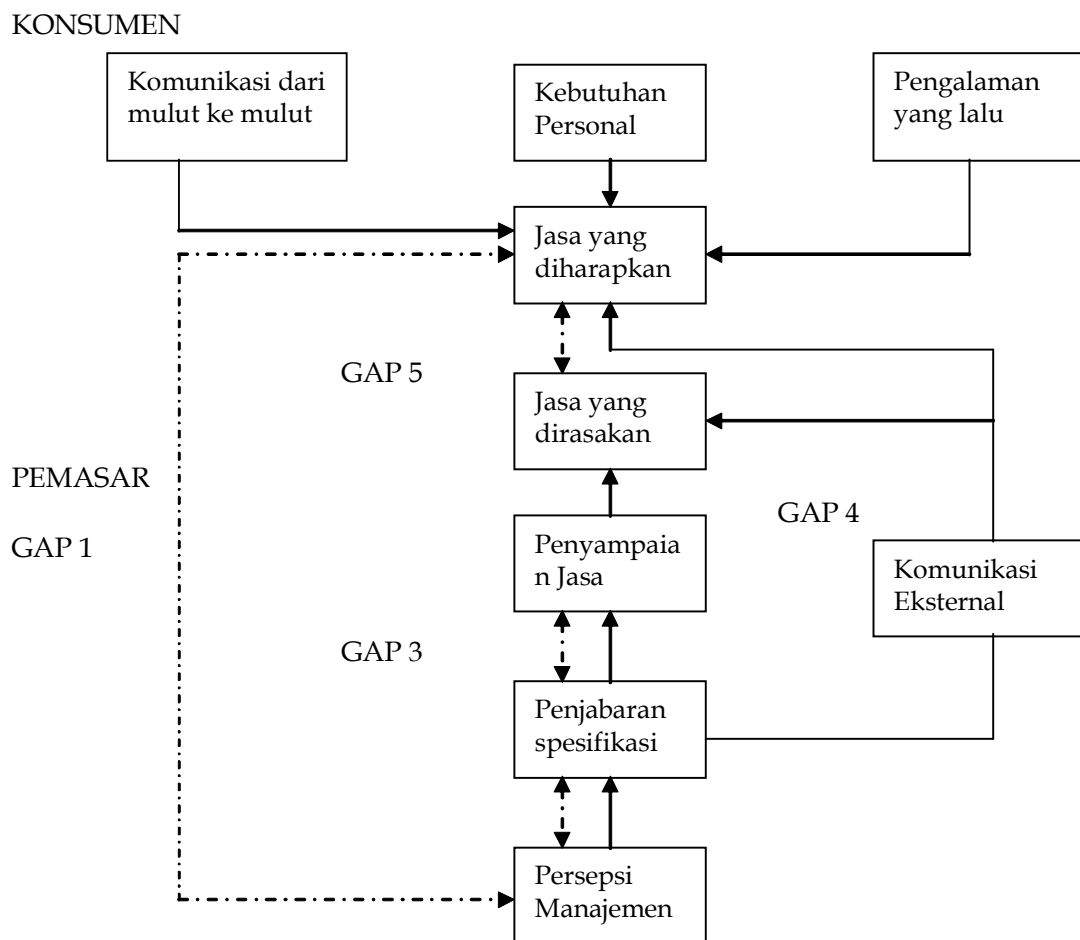 KONSUMEN
Komunikasi dari
mulut ke mulut
Kebutuhan
Personal
Pengalaman
yang lalu
Jasa yang
diharapkan
GAP 5
Jasa yang
dirasakan
PEMASAR
GAP 1
GAP 4
Penyampaia
n Jasa
Komunikasi
Eksternal
GAP 3
Penjabaran
spesifikasi
Persepsi
Manajemen